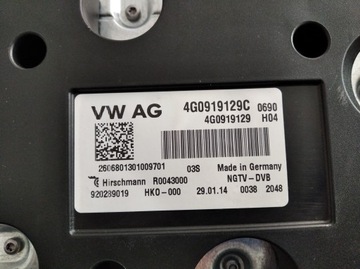 VW AG 4G0919129C 0690
4G0919129 H04
2606801301009701 03S Made in Germany
Hirschmann R0043000 NGTV-DVB
920289019 HK0-000 29.01.14 0038 2048